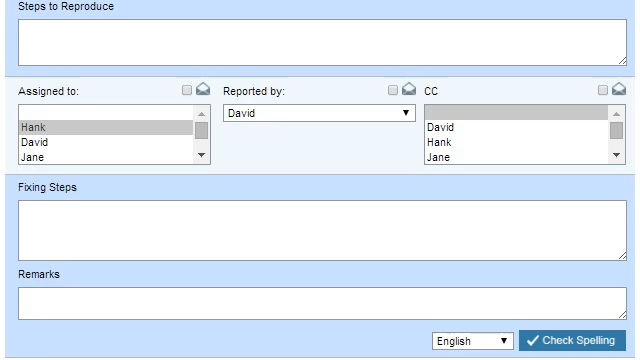 Steps to Reproduce
Assigned to:
Reported by:
CC
Hank
David
Jane
David
David
Hank
Jane
Fixing Steps
Remarks
English
Check Spelling